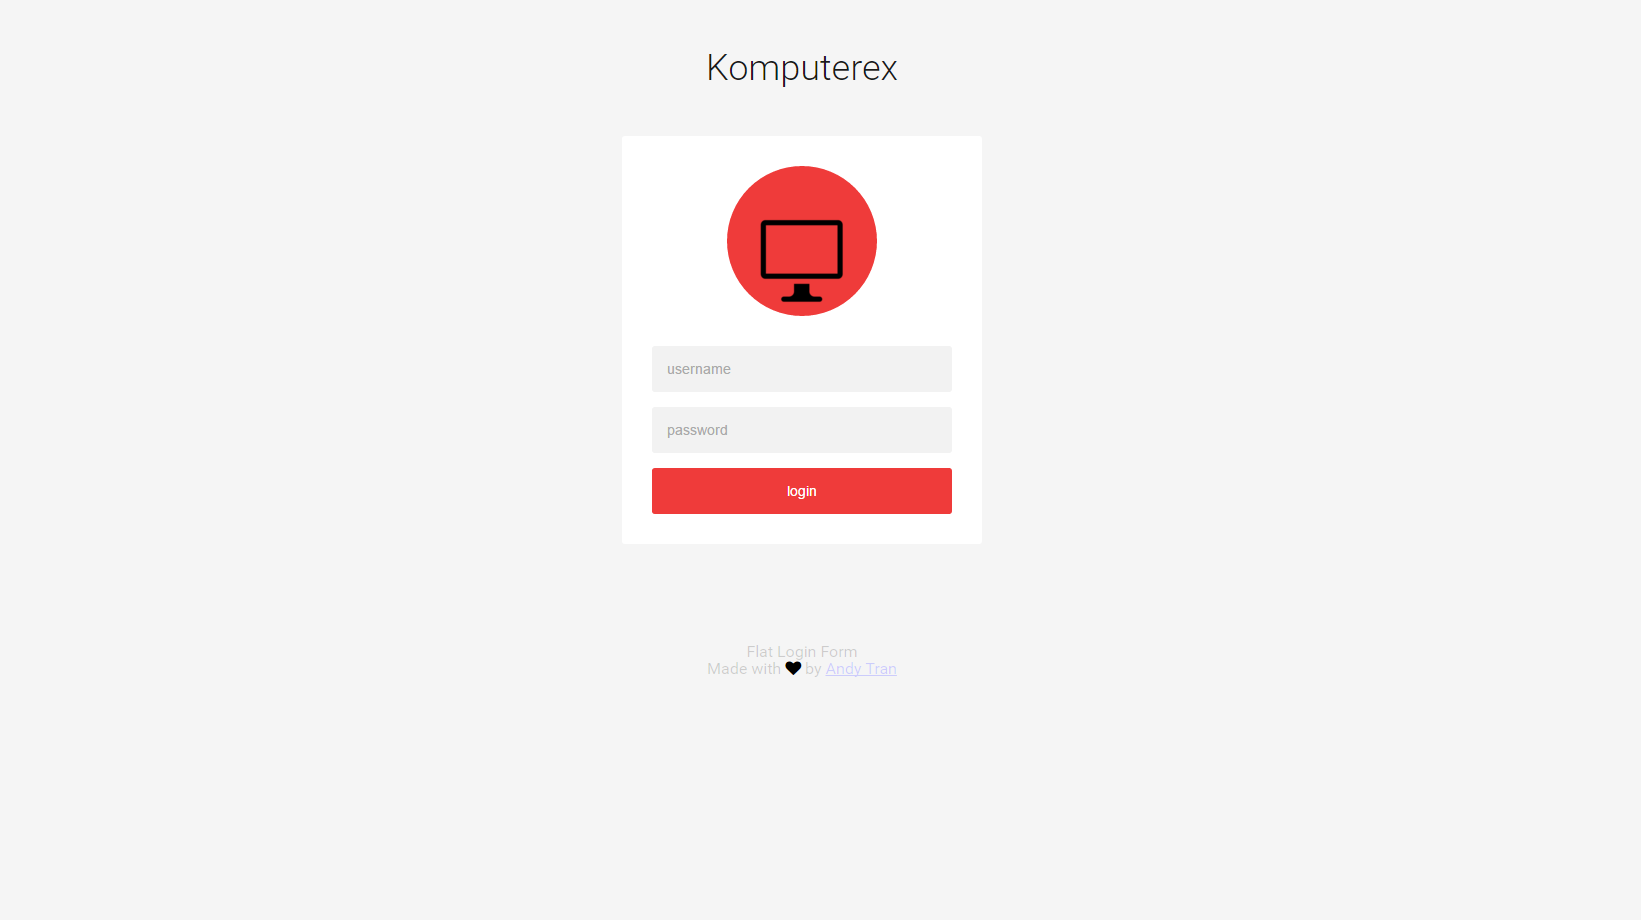 Komputerex
username
password
login
Flat Login Form
Made with ♥ by Andy Tran